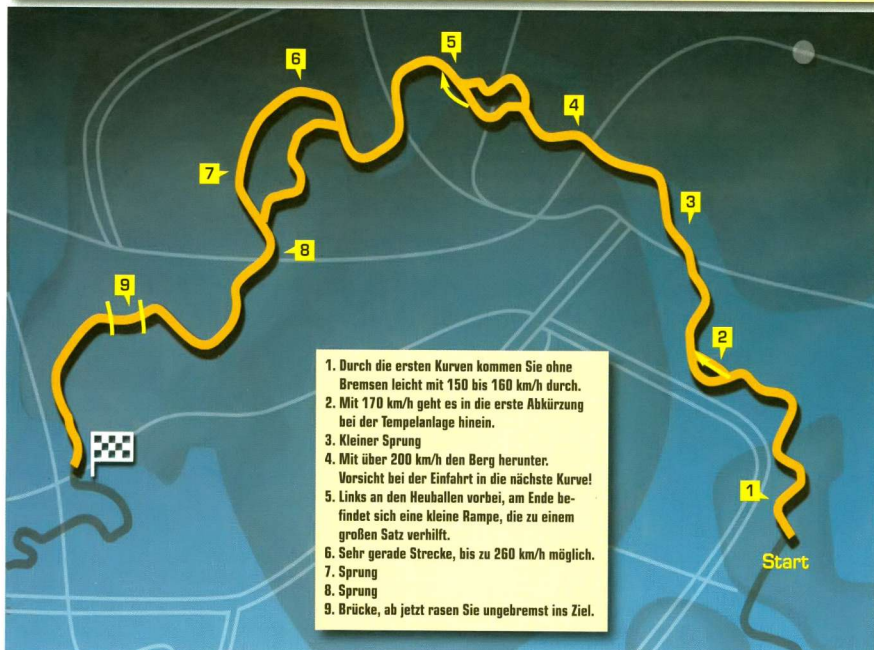 5
6
4
7
3
8
9
2
1. Durch die ersten Kurven kommen Sie ohne
Bremsen leicht mit 150 bis 160 km/h durch.
2. Mit 170 km/h geht es in die erste Abkürzung
bei der Tempelanlage hinein.
3. Kleiner Sprung
4. Mit über 200 km/h den Berg herunter.
Vorsicht bei der Einfahrt in die nächste Kurve!
5. Links an den Heuballen vorbei, am Ende be-
findet sich eine kleine Rampe, die zu einem
großen Satz verhilft.
6. Sehr gerade Strecke, bis zu 260 km/h möglich.
7. Sprung
8. Sprung
9. Brücke, ab jetzt rasen Sie ungebremst ins Ziel.
1
Start